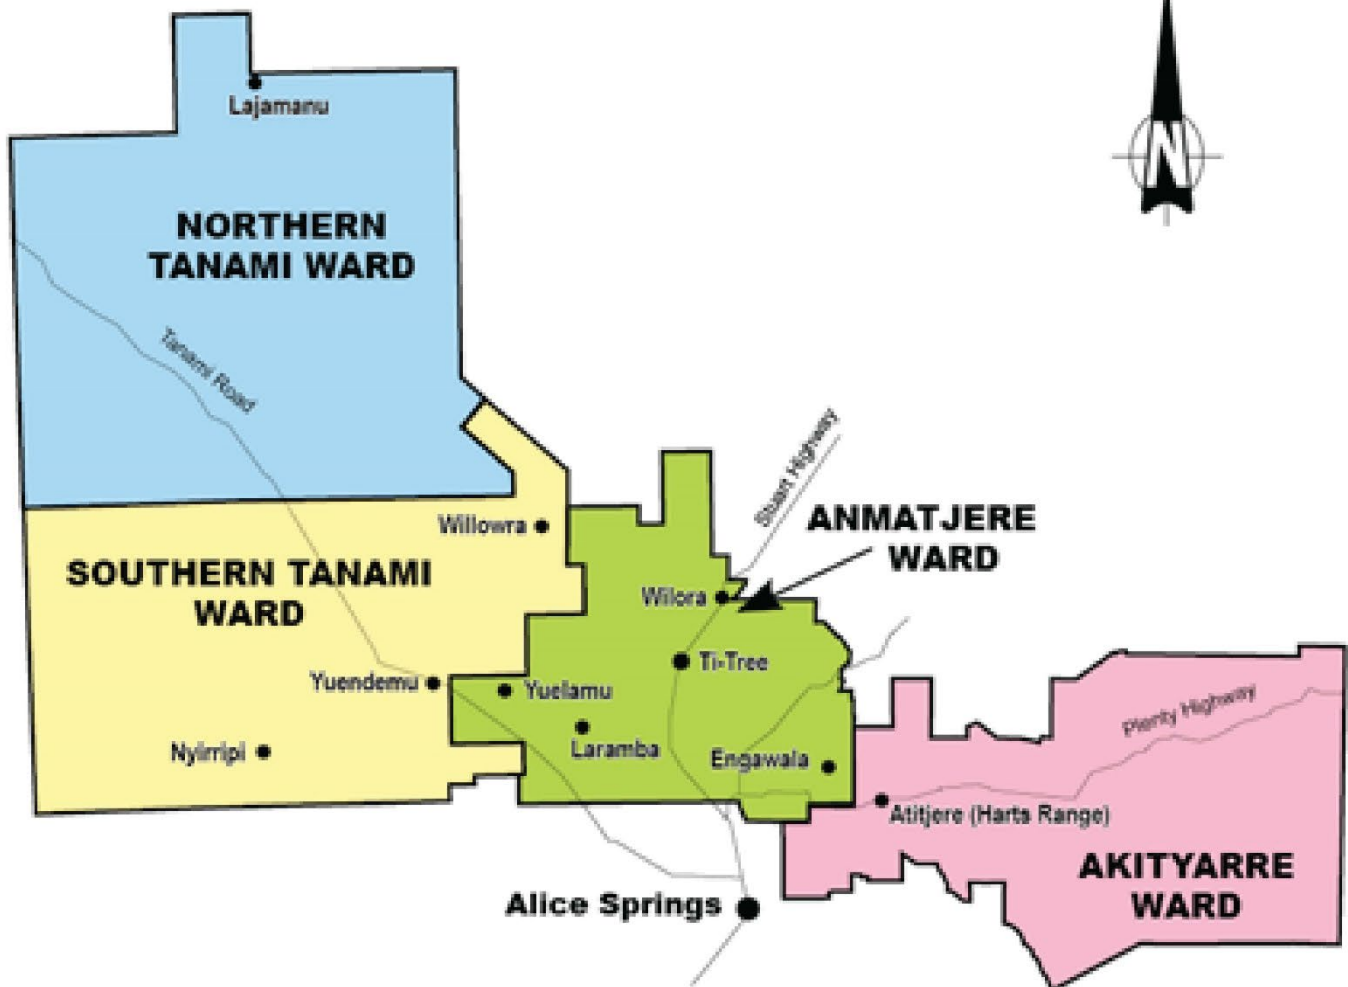 Lajamanu
N
NORTHERN
TANAMI WARD
Tanami Road
Stuart Highway
Willowra
ANMATJERE
WARD
SOUTHERN TANAMI
WARD
Wilora
Ti-Tree
Yuendemu
Yuelamu
Plenty Highway
Nyirripi
Laramba
Engawala
Atitjere (Harts Range)
AKITYARRE
WARD
Alice Springs